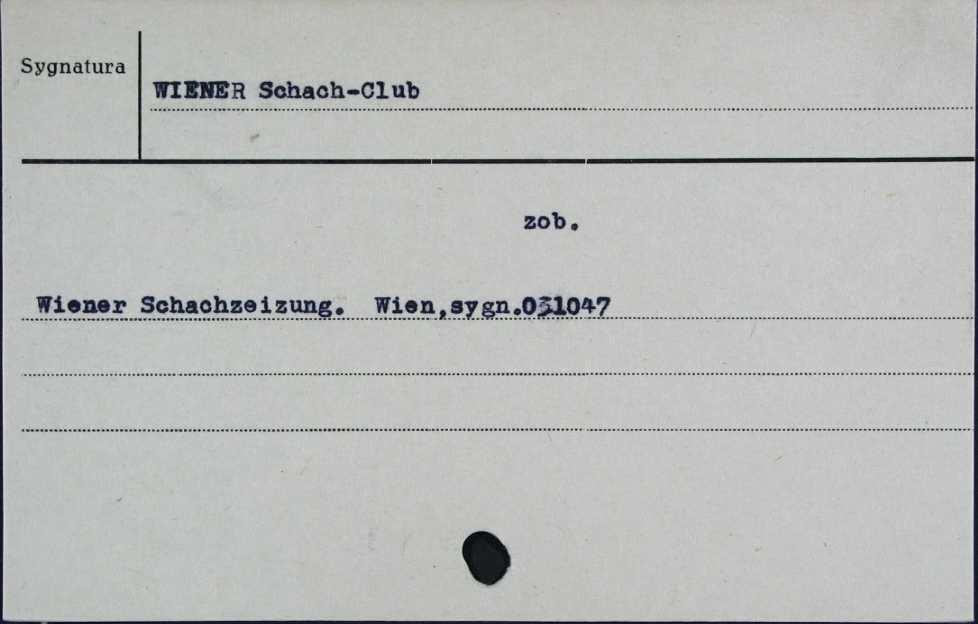 Sygnatura
WIENER Schach-Club
zob.
Wiener Schachzeizung. Wien,sygn.031047